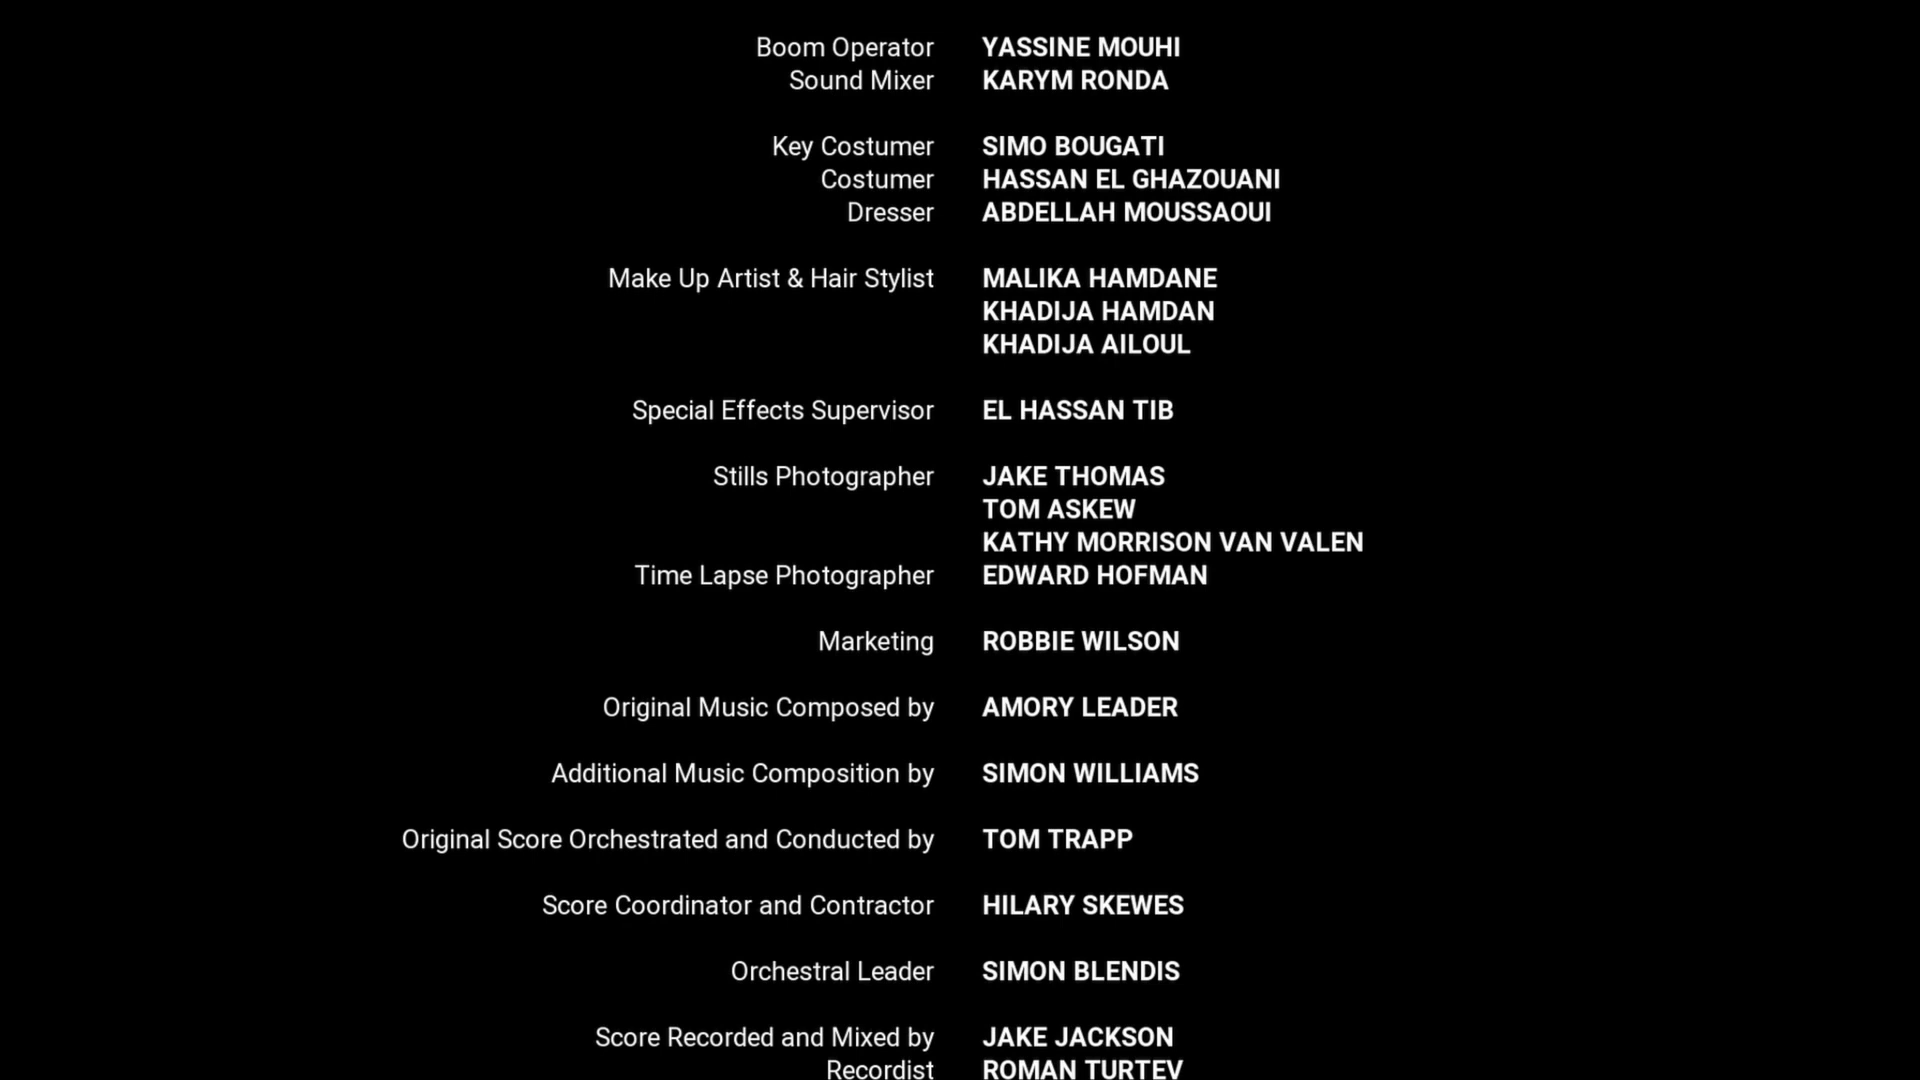 Boom Operator YASSINE MOUHI
Sound Mixer KARYM RONDA
Key Costumer SIMO BOUGATI
Costumer HASSAN EL GHAZOUANI
Dresser ABDELLAH MOUSSAOUI
Make Up Artist & Hair Stylist MALIKA HAMDANE
KHADIJA HAMDAN
KHADIJA AILOUL
Special Effects Supervisor EL HASSAN TIB
Stills Photographer JAKE THOMAS
TOM ASKEW
KATHY MORRISON VAN VALEN
Time Lapse Photographer EDWARD HOFMAN
Marketing ROBBIE WILSON
Original Music Composed by AMORY LEADER
Additional Music Composition by SIMON WILLIAMS
Original Score Orchestrated and Conducted by TOM TRAPP
Score Coordinator and Contractor HILARY SKEWES
Orchestral Leader SIMON BLENDIS
Score Recorded and Mixed by JAKE JACKSON
Recordist ROMAN TURTEV